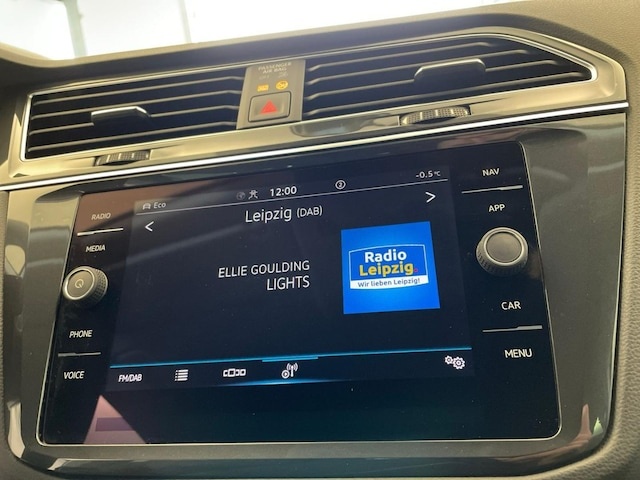 PASSENGER
AIR BAG
Eco
12:00
2
-0.5°C
Leipzig (DAB)
ELLIE GOULDING
LIGHTS
Radio
Leipzig.
Wir lieben Leipzig!
FM/DAB
RADIO
MEDIA
PHONE
VOICE
NAV
APP
CAR
MENU